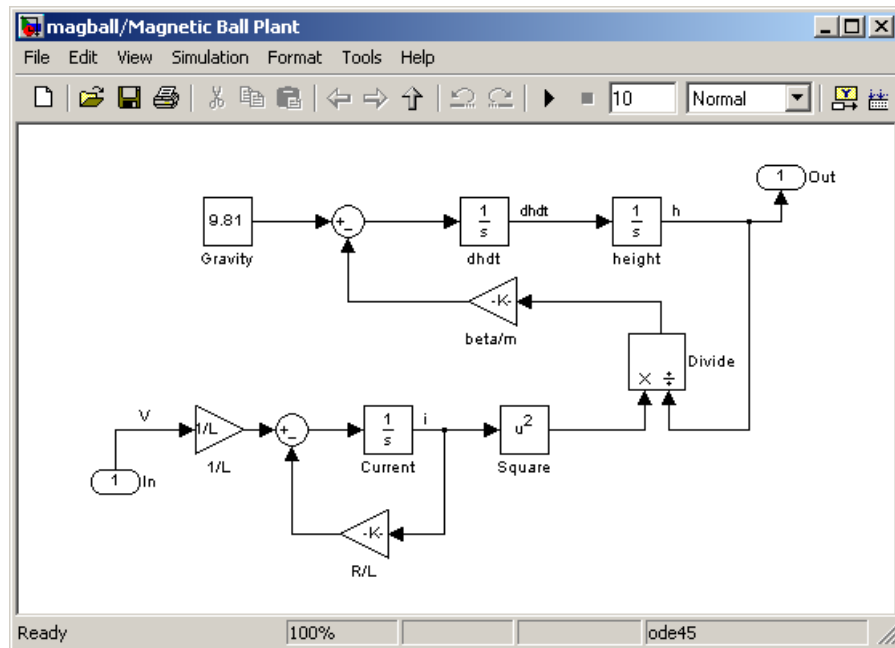 magball/Magnetic Ball Plant
File Edit View Simulation Format Tools Help
10 Normal
1 Out
9.81 + - 1/s dhdt 1/s h
Gravity dhdt height
-K-
beta/m
Divide
× ÷
V 1/L + - 1/s i u²
1/L Current Square
1 In
-K-
R/L
Ready 100% ode45